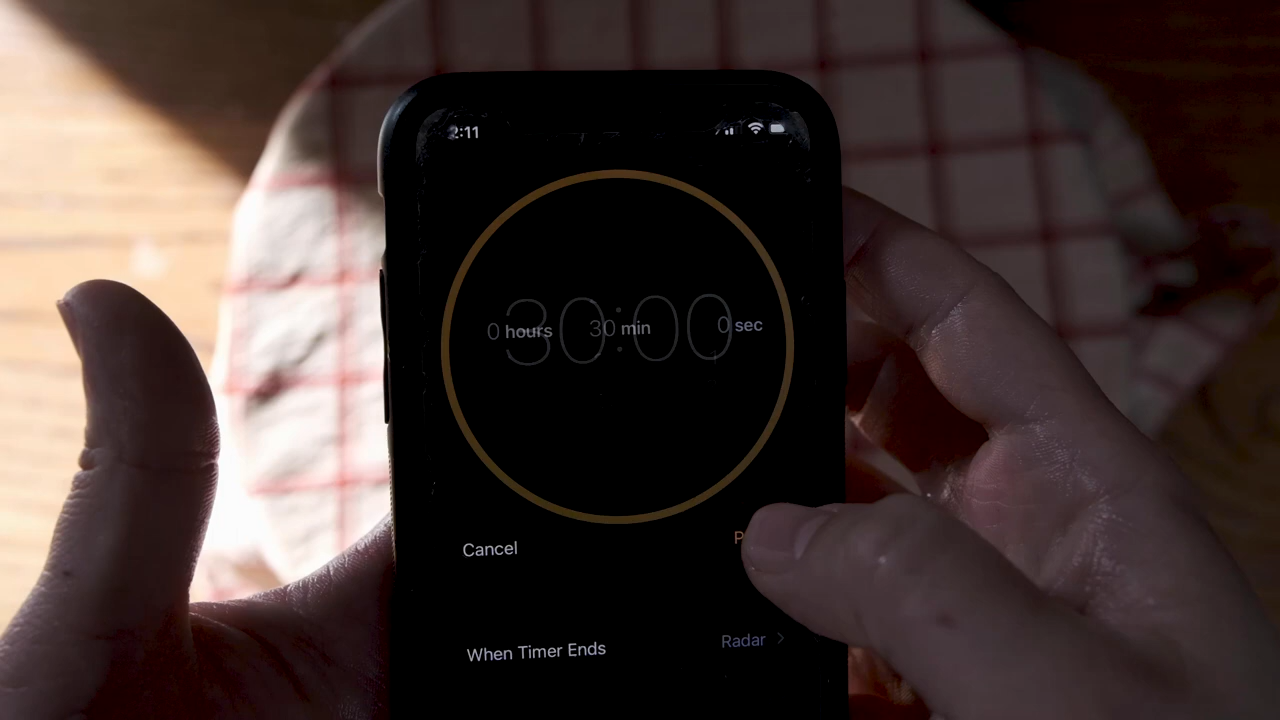 2:11
30:00
0 hours 30 min 0 sec
Cancel P
When Timer Ends Radar